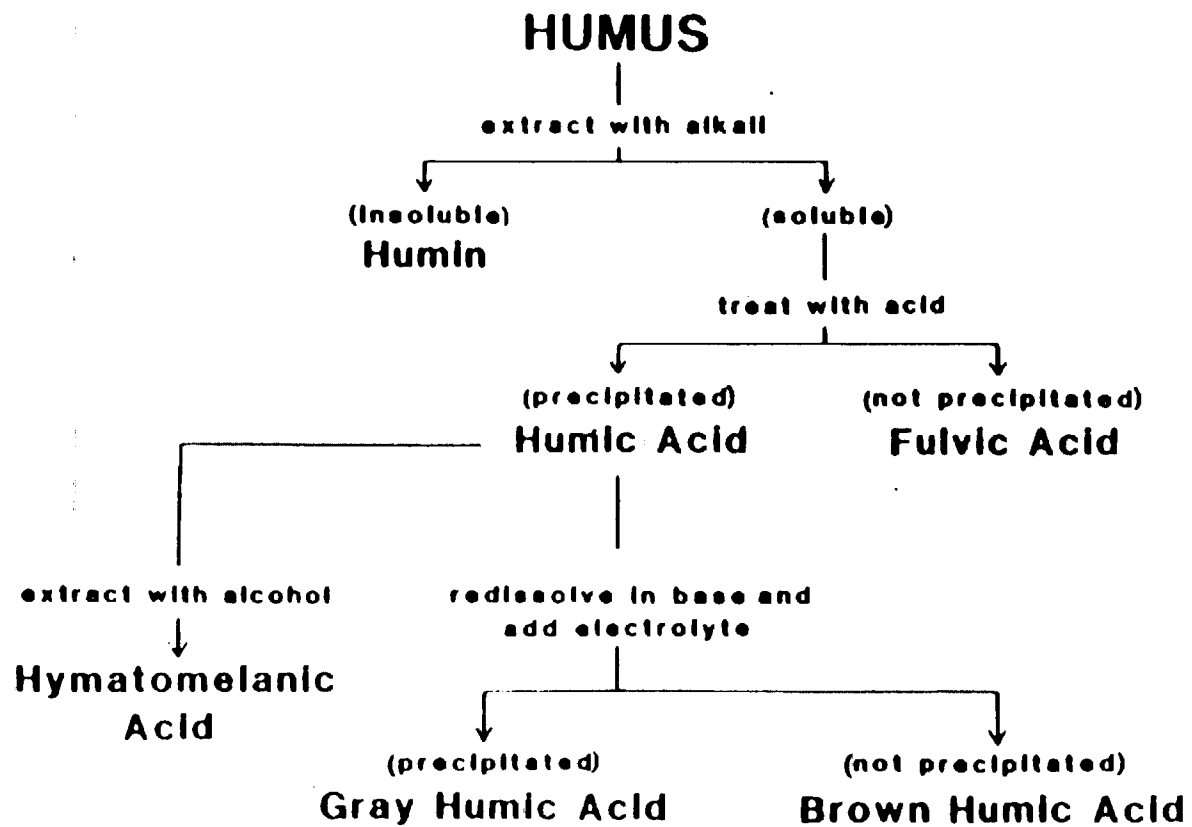 HUMUS
extract with alkali
(insoluble)
Humin
(soluble)
treat with acid
(precipitated)
Humic Acid
(not precipitated)
Fulvic Acid
extract with alcohol
Hymatomelanic
Acid
redissolve in base and
add electrolyte
(precipitated)
Gray Humic Acid
(not precipitated)
Brown Humic Acid